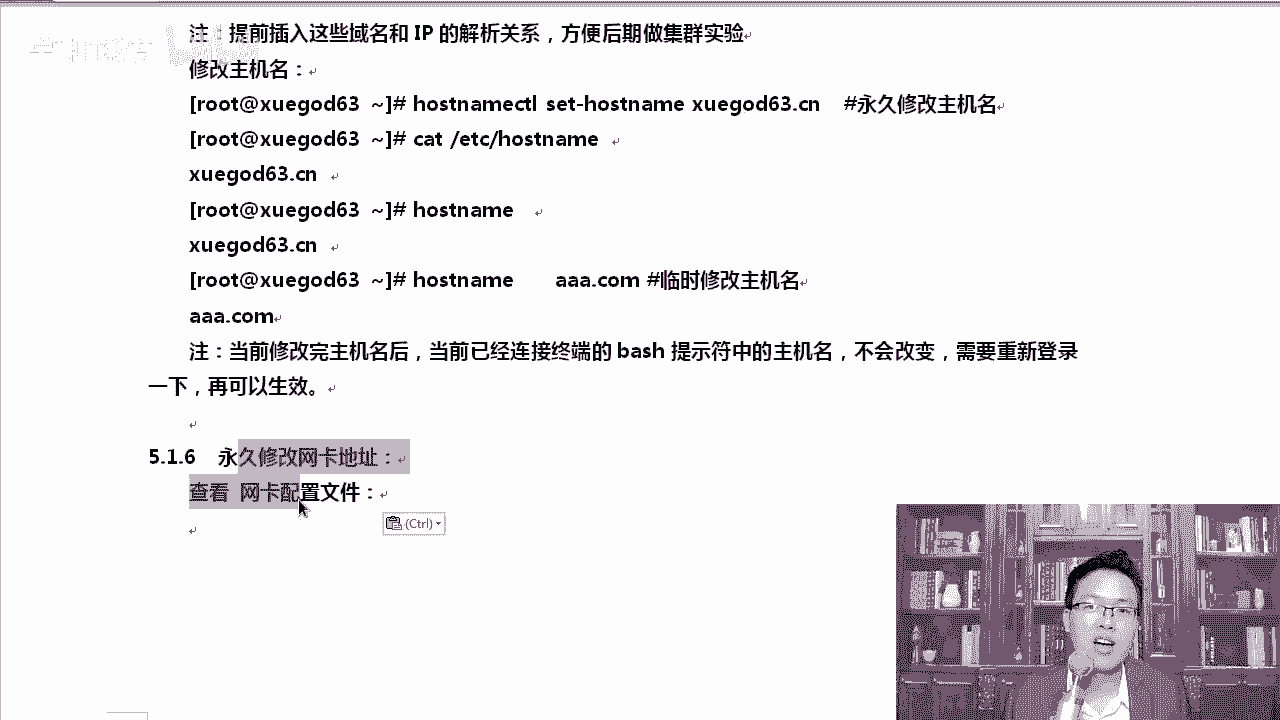 注：提前插入这些域名和 IP 的解析关系，方便后期做集群实验
修改主机名：
[root@xuegod63 ~]# hostnamectl set-hostname xuegod63.cn #永久修改主机名
[root@xuegod63 ~]# cat /etc/hostname
xuegod63.cn
[root@xuegod63 ~]# hostname
xuegod63.cn
[root@xuegod63 ~]# hostname aaa.com #临时修改主机名
aaa.com
注：当前修改完主机名后，当前已经连接终端的 bash 提示符中的主机名，不会改变，需要重新登录
一下，再可以生效。
5.1.6 永久修改网卡地址：
查看 网卡配置文件：
(Ctrl)